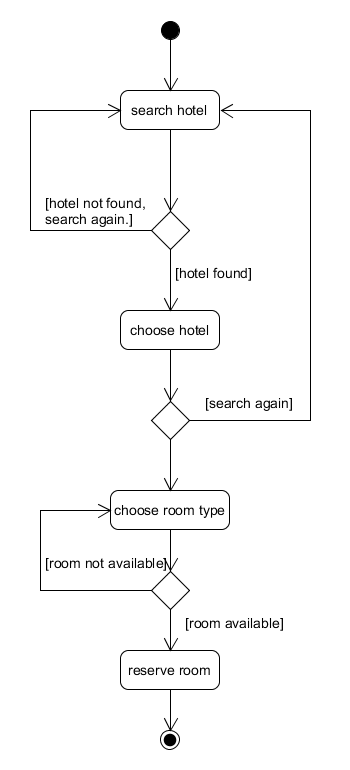 search hotel
[hotel not found,
search again.]
[hotel found]
choose hotel
[search again]
choose room type
[room not available]
[room available]
reserve room